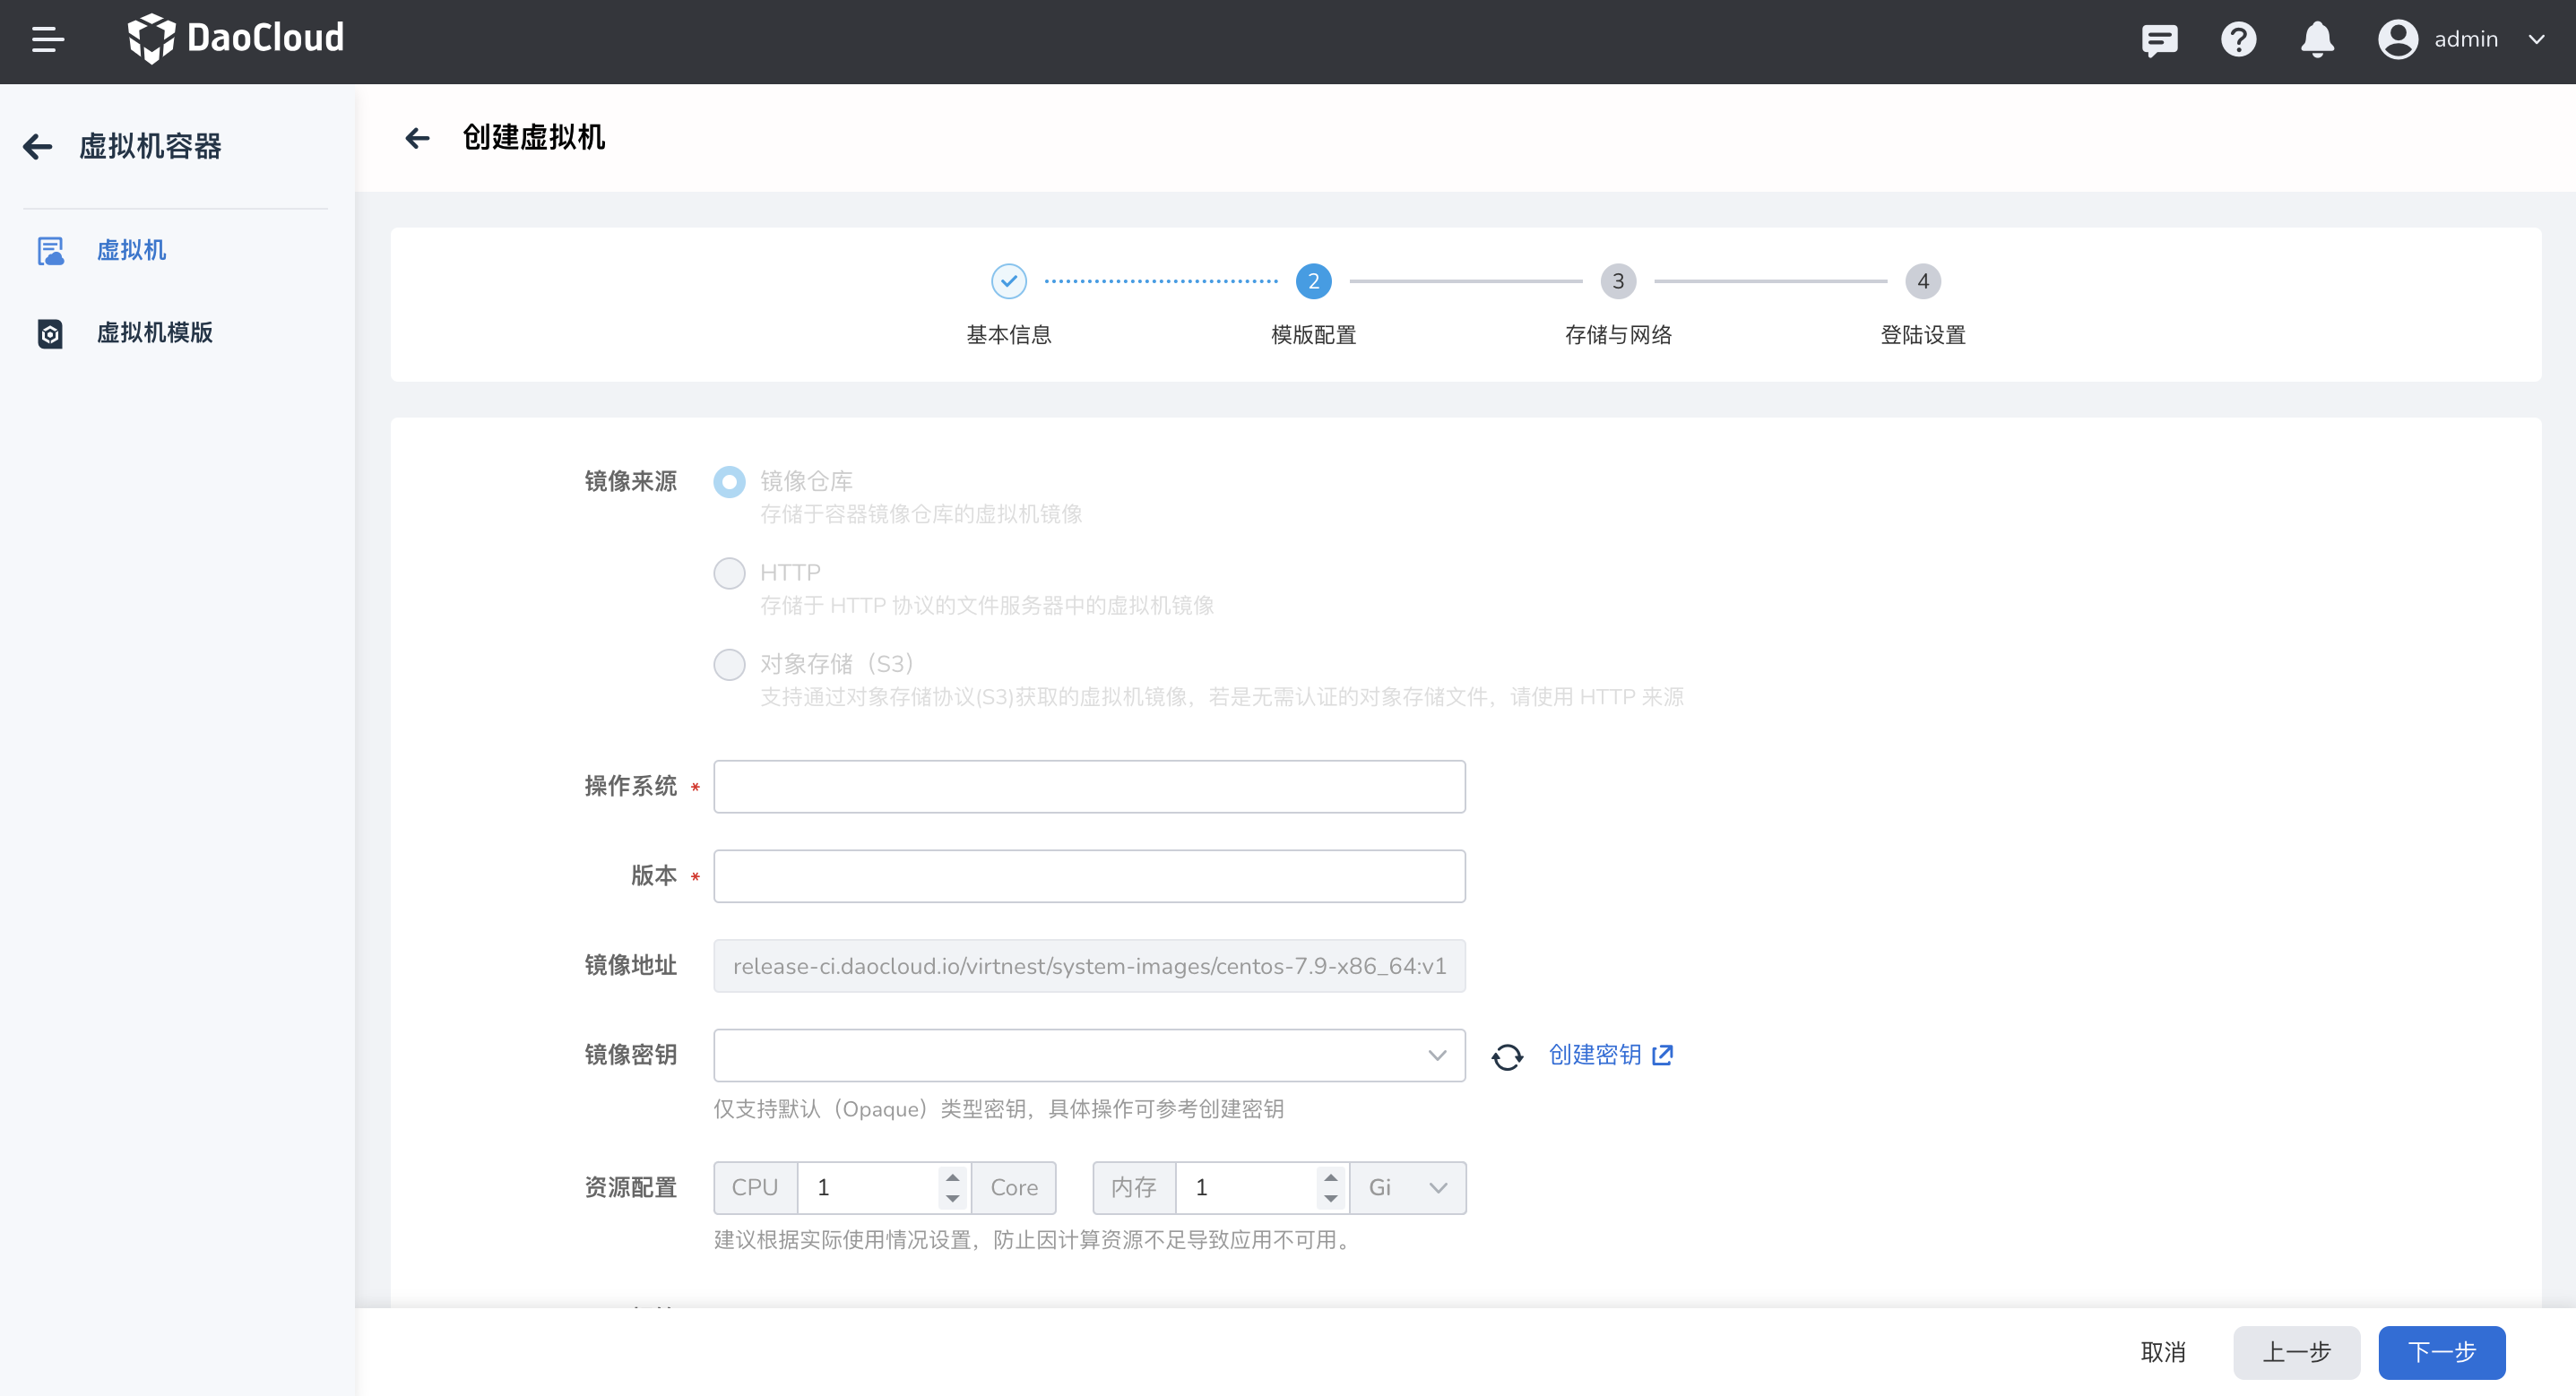 DaoCloud
admin
虚拟机容器
虚拟机
虚拟机模版
创建虚拟机
2
3
4
基本信息
模版配置
存储与网络
登陆设置
镜像来源
镜像仓库
存储于容器镜像仓库的虚拟机镜像
HTTP
存储于 HTTP 协议的文件服务器中的虚拟机镜像
对象存储（S3）
支持通过对象存储协议(S3)获取的虚拟机镜像，若是无需认证的对象存储文件，请使用 HTTP 来源
操作系统 *
版本 *
镜像地址
release-ci.daocloud.io/virtnest/system-images/centos-7.9-x86_64:v1
镜像密钥
创建密钥
仅支持默认（Opaque）类型密钥，具体操作可参考创建密钥
资源配置
CPU 1 Core
内存 1 Gi
建议根据实际使用情况设置，防止因计算资源不足导致应用不可用。
取消
上一步
下一步